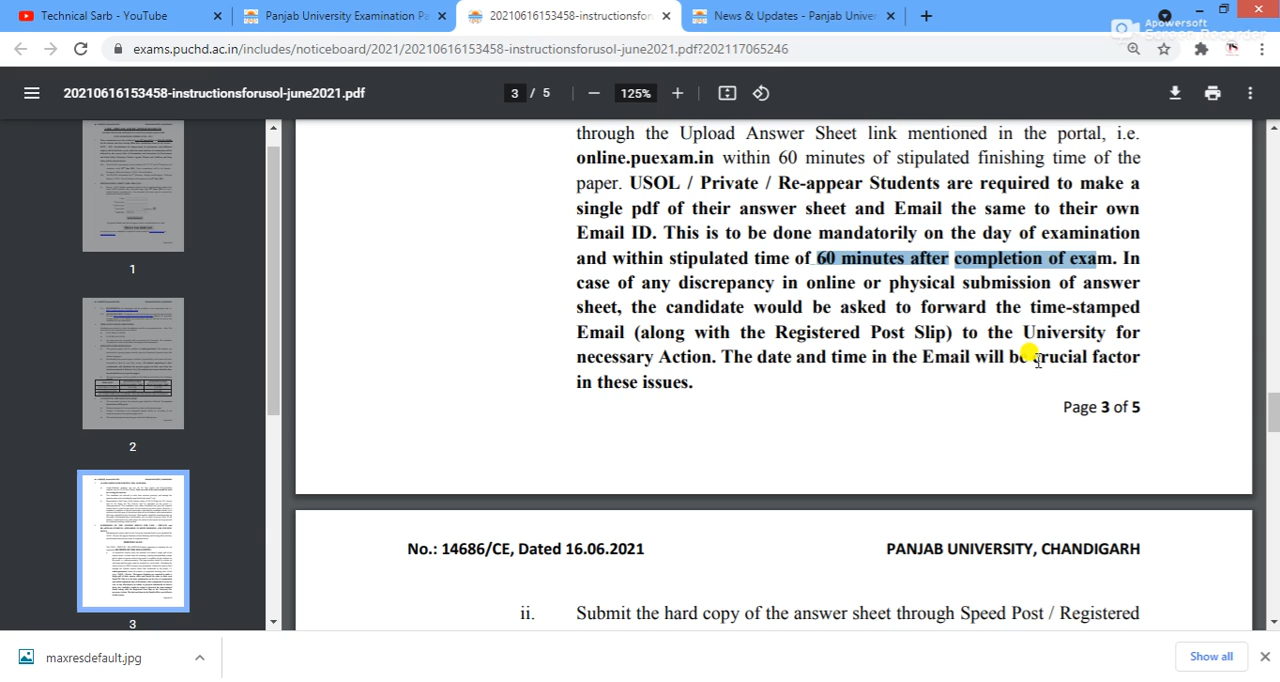 Technical Sarb - YouTube
Panjab University Examination Pa
20210616153458-instructionsforus
News & Updates - Panjab Univer
Apowersoft
Screen Recorder
exams.puchd.ac.in/includes/noticeboard/2021/20210616153458-instructionsforusol-june2021.pdf?202117065246
20210616153458-instructionsforusol-june2021.pdf
3 / 5
125%
through the Upload Answer Sheet link mentioned in the portal, i.e.
online.puexam.in within 60 minutes of stipulated finishing time of the
paper. USOL / Private / Re-appear Students are required to make a
single pdf of their answer sheet and Email the same to their own
Email ID. This is to be done mandatorily on the day of examination
and within stipulated time of 60 minutes after completion of exam. In
case of any discrepancy in online or physical submission of answer
sheet, the candidate would be asked to forward the time-stamped
Email (along with the Registered Post Slip) to the University for
necessary Action. The date and time in the Email will be crucial factor
in these issues.
Page 3 of 5
No.: 14686/CE, Dated 16.06.2021
PANJAB UNIVERSITY, CHANDIGARH
ii. Submit the hard copy of the answer sheet through Speed Post / Registered
1
2
3
maxresdefault.jpg
Show all